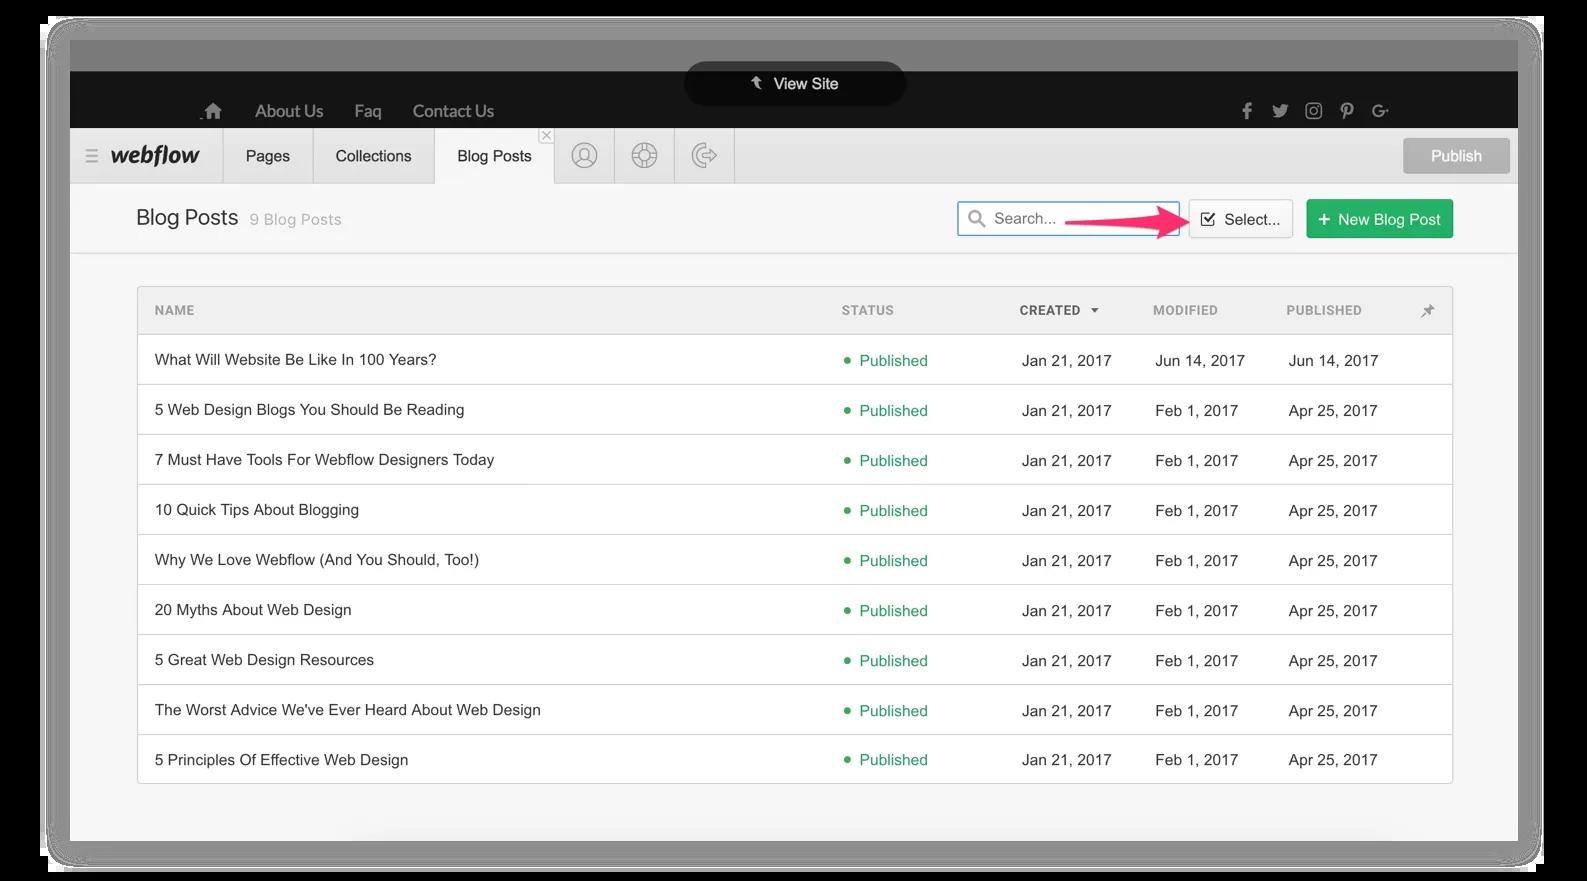 View Site
About Us Faq Contact Us
webflow Pages Collections Blog Posts Publish
Blog Posts 9 Blog Posts Search... Select... + New Blog Post
NAME STATUS CREATED MODIFIED PUBLISHED
What Will Website Be Like In 100 Years? Published Jan 21, 2017 Jun 14, 2017 Jun 14, 2017
5 Web Design Blogs You Should Be Reading Published Jan 21, 2017 Feb 1, 2017 Apr 25, 2017
7 Must Have Tools For Webflow Designers Today Published Jan 21, 2017 Feb 1, 2017 Apr 25, 2017
10 Quick Tips About Blogging Published Jan 21, 2017 Feb 1, 2017 Apr 25, 2017
Why We Love Webflow (And You Should, Too!) Published Jan 21, 2017 Feb 1, 2017 Apr 25, 2017
20 Myths About Web Design Published Jan 21, 2017 Feb 1, 2017 Apr 25, 2017
5 Great Web Design Resources Published Jan 21, 2017 Feb 1, 2017 Apr 25, 2017
The Worst Advice We've Ever Heard About Web Design Published Jan 21, 2017 Feb 1, 2017 Apr 25, 2017
5 Principles Of Effective Web Design Published Jan 21, 2017 Feb 1, 2017 Apr 25, 2017